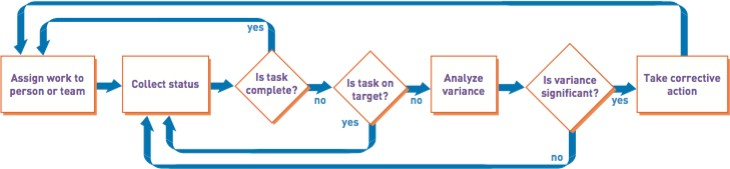 yes
Assign work to
person or team
Collect status
Is task
complete?
no
Is task on
target?
no
yes
Analyze
variance
Is variance
significant?
yes
no
Take corrective
action